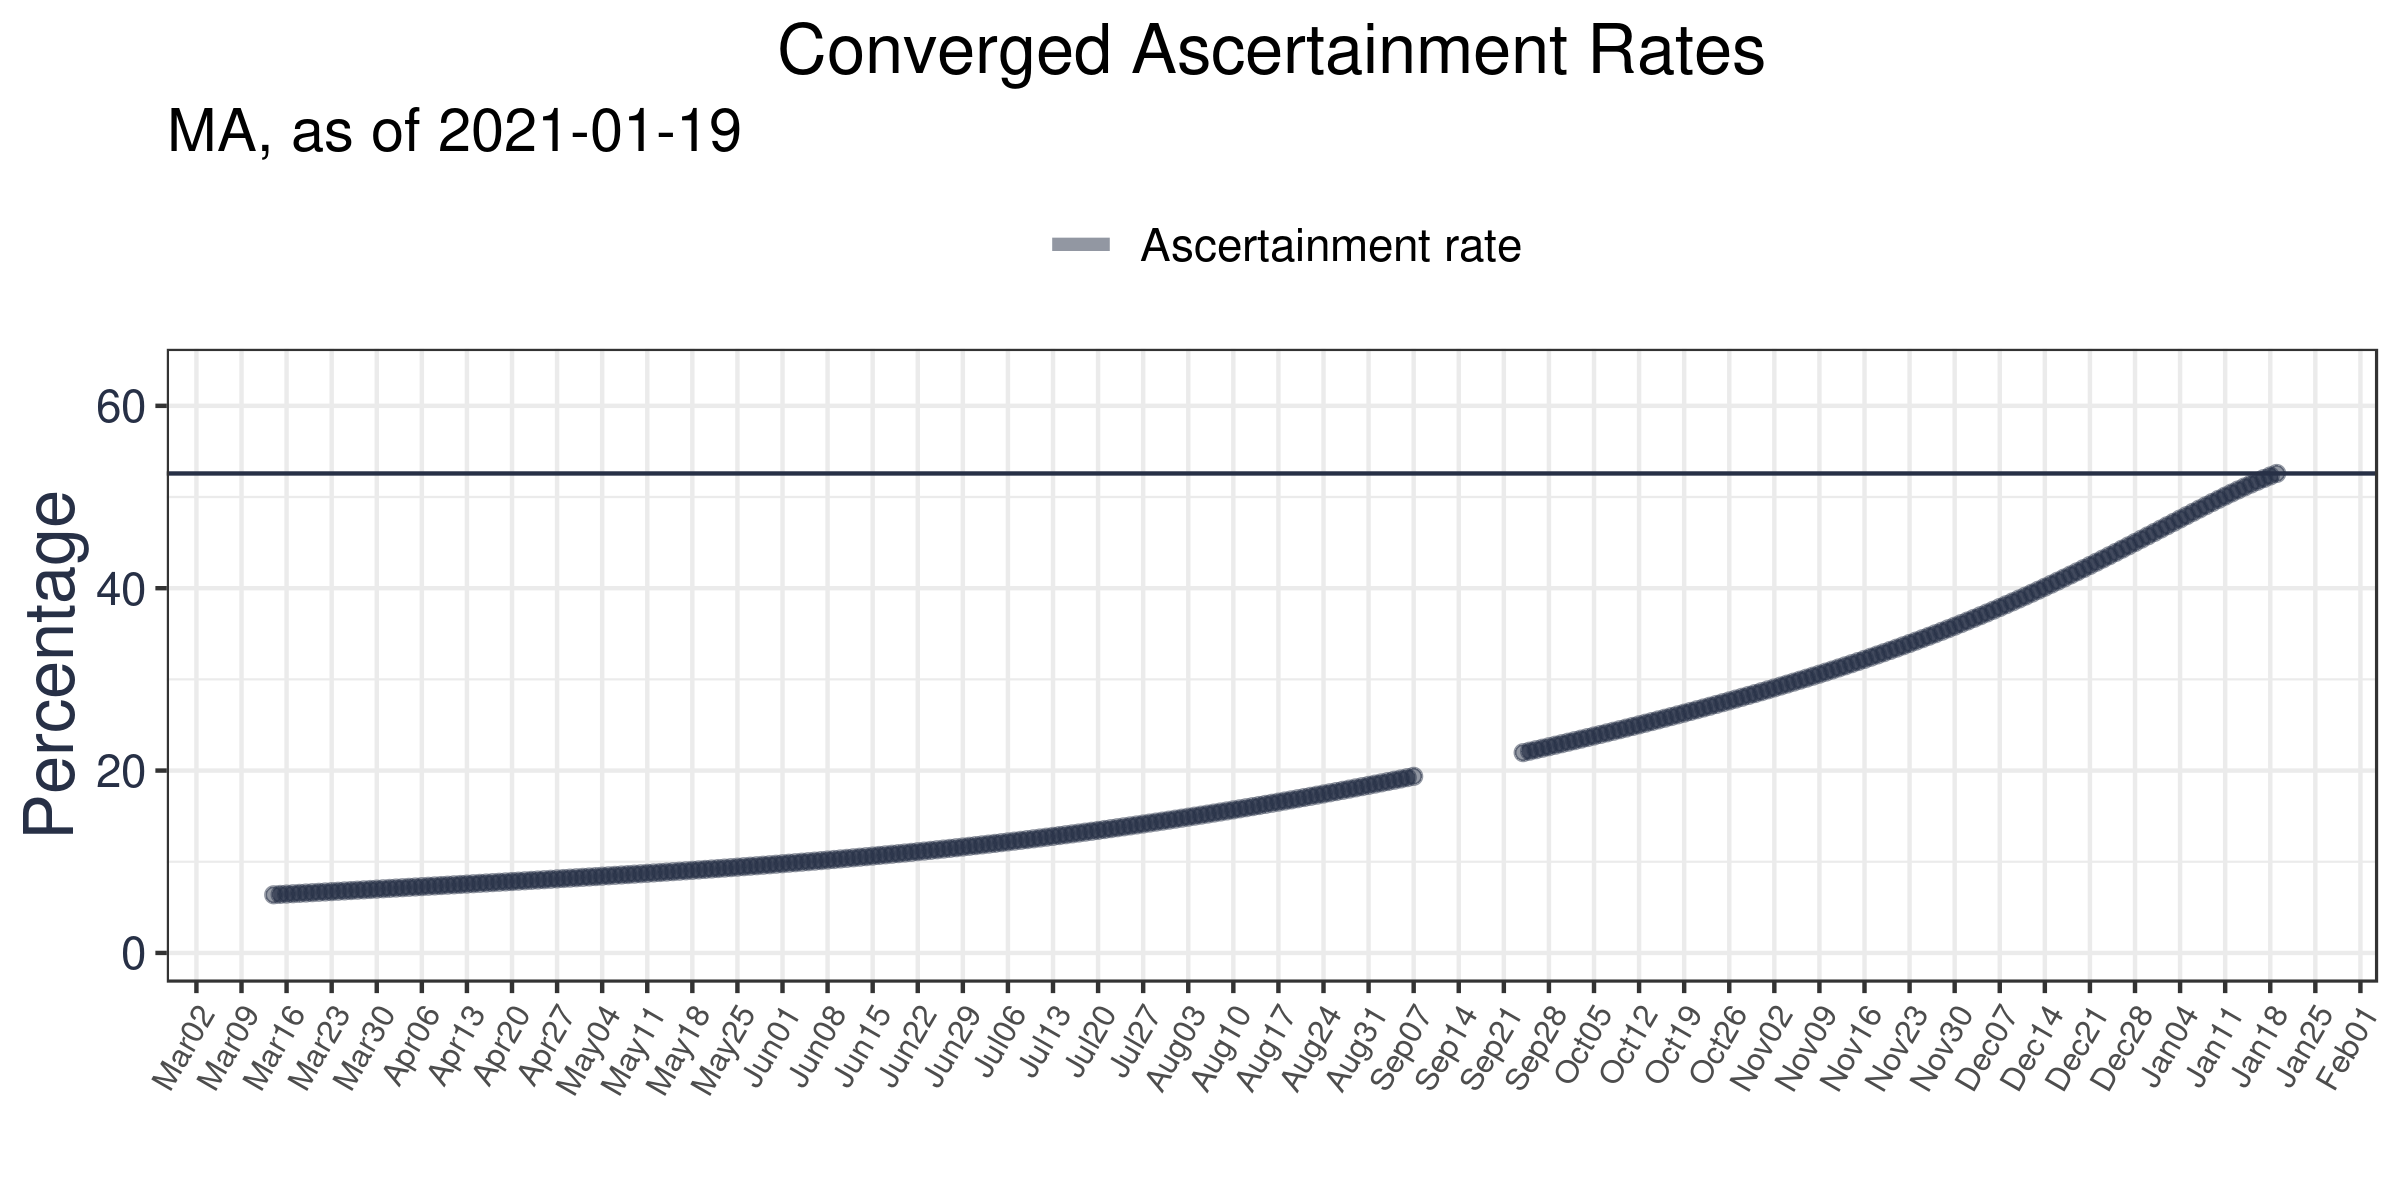 Converged Ascertainment Rates
MA, as of 2021-01-19
Ascertainment rate
Percentage
60
40
20
0
Mar02
Mar09
Mar16
Mar23
Mar30
Apr06
Apr13
Apr20
Apr27
May04
May11
May18
May25
Jun01
Jun08
Jun15
Jun22
Jun29
Jul06
Jul13
Jul20
Jul27
Aug03
Aug10
Aug17
Aug24
Aug31
Sep07
Sep14
Sep21
Sep28
Oct05
Oct12
Oct19
Oct26
Nov02
Nov09
Nov16
Nov23
Nov30
Dec07
Dec14
Dec21
Dec28
Jan04
Jan11
Jan18
Jan25
Feb01